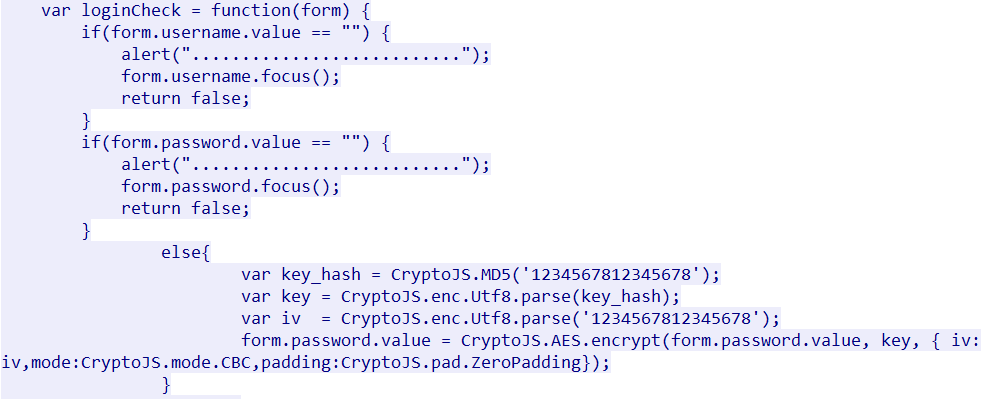 var loginCheck = function(form) {
if(form.username.value == "") {
alert("...........................");
form.username.focus();
return false;
}
if(form.password.value == "") {
alert("...........................");
form.password.focus();
return false;
}
else{
var key_hash = CryptoJS.MD5('1234567812345678');
var key = CryptoJS.enc.Utf8.parse(key_hash);
var iv  = CryptoJS.enc.Utf8.parse('1234567812345678');
form.password.value = CryptoJS.AES.encrypt(form.password.value, key, { iv:
iv,mode:CryptoJS.mode.CBC,padding:CryptoJS.pad.ZeroPadding});
}